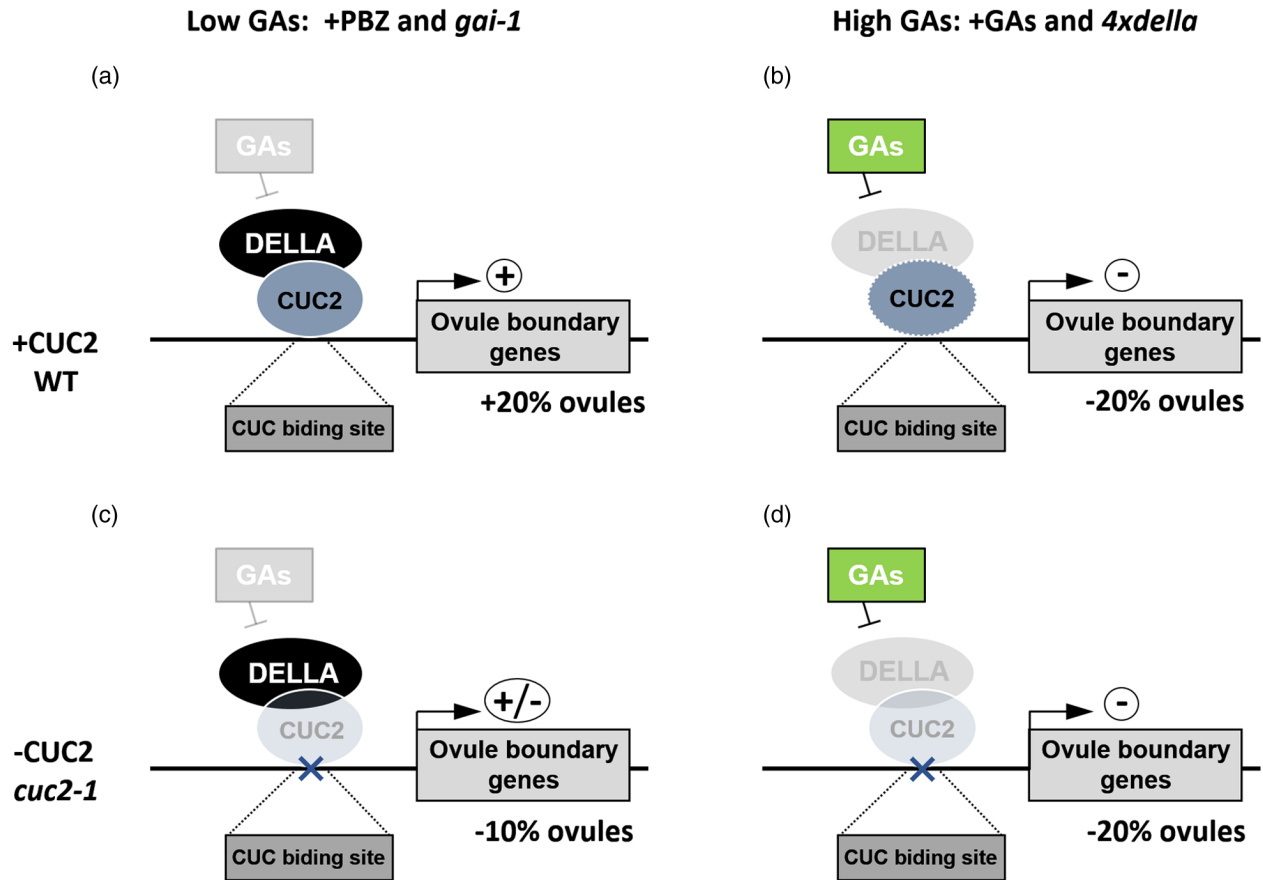 Low GAs: +PBZ and gai-1
High GAs: +GAs and 4xdella
(a)
(b)
GAs
GAs
DELLA
DELLA
CUC2
+
CUC2
-
+CUC2
WT
Ovule boundary
genes
Ovule boundary
genes
+20% ovules
-20% ovules
CUC biding site
CUC biding site
(c)
(d)
GAs
GAs
DELLA
DELLA
CUC2
+/-
CUC2
-
-CUC2
cuc2-1
Ovule boundary
genes
Ovule boundary
genes
-10% ovules
-20% ovules
CUC biding site
CUC biding site